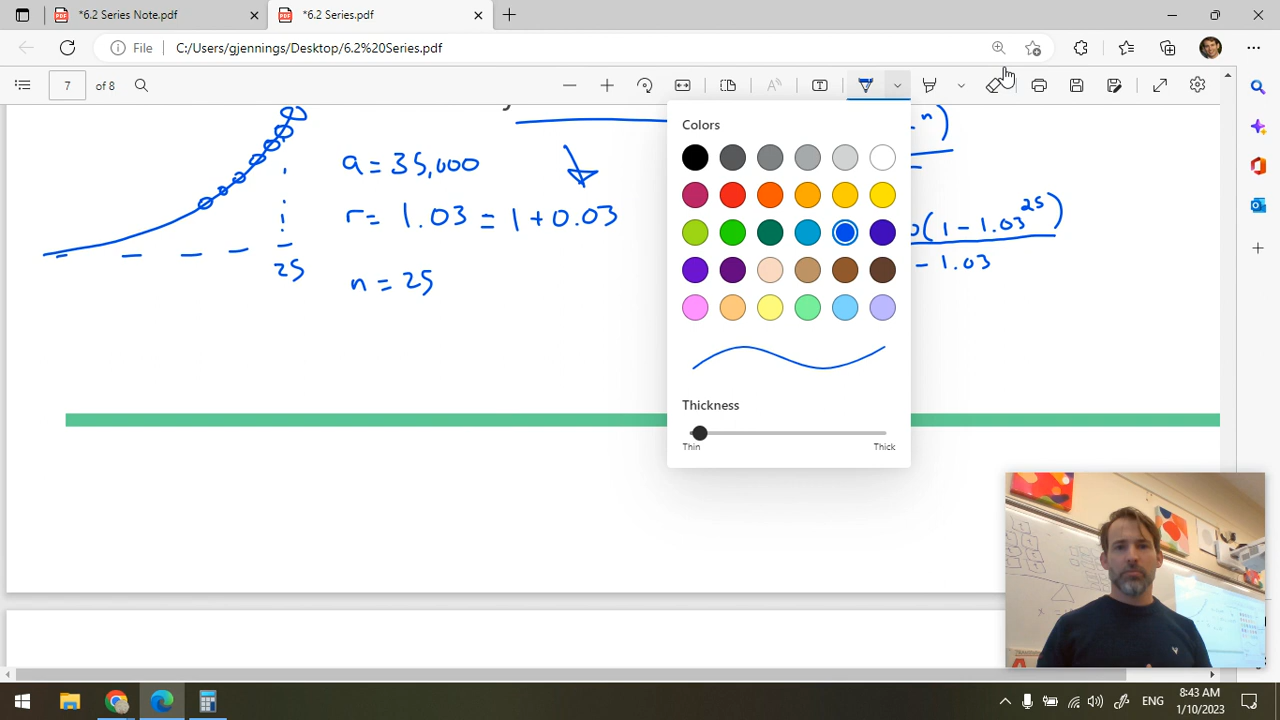 *6.2 Series Note.pdf
*6.2 Series.pdf
File
C:/Users/gjennings/Desktop/6.2%20Series.pdf
7 of 8
a = 35,000
r = 1.03 = 1 + 0.03
n = 25
25
n)
(1 - 1.03^25)
- 1.03
Colors
Thickness
Thin
Thick
ENG
8:43 AM
1/10/2023